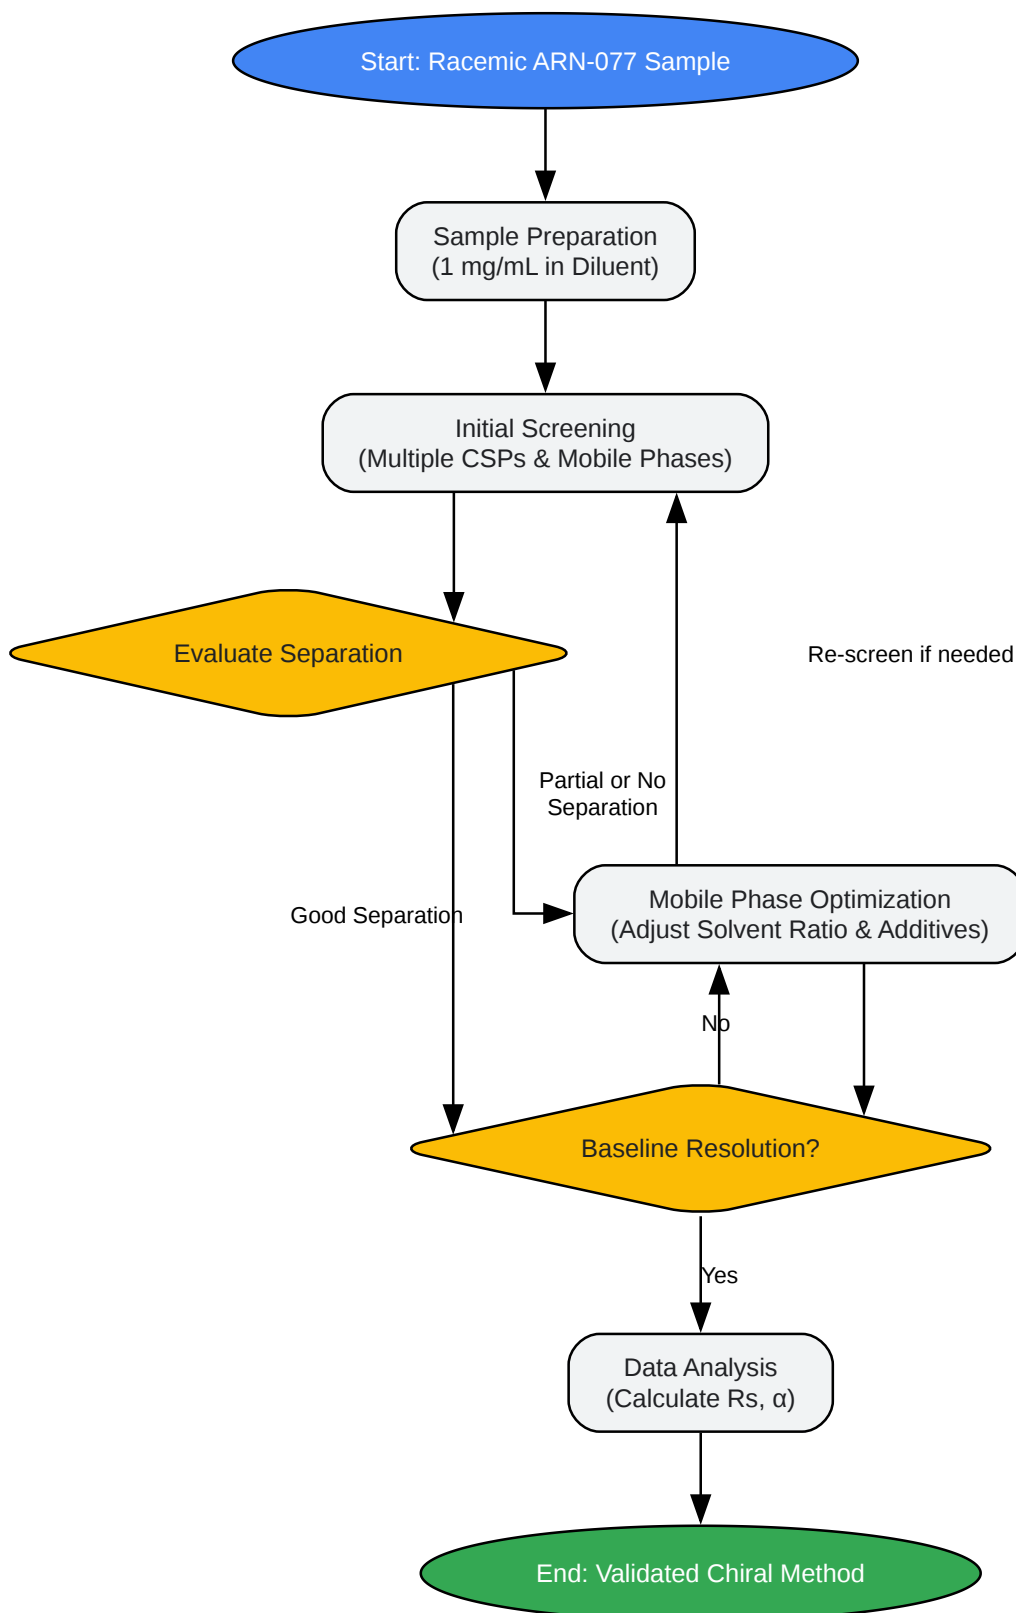 Start: Racemic ARN-077 Sample
Sample Preparation
(1 mg/mL in Diluent)
Initial Screening
(Multiple CSPs & Mobile Phases)
Evaluate Separation
Re-screen if needed
Partial or No
Separation
Good Separation
Mobile Phase Optimization
(Adjust Solvent Ratio & Additives)
No
Baseline Resolution?
Yes
Data Analysis
(Calculate Rs, α)
End: Validated Chiral Method